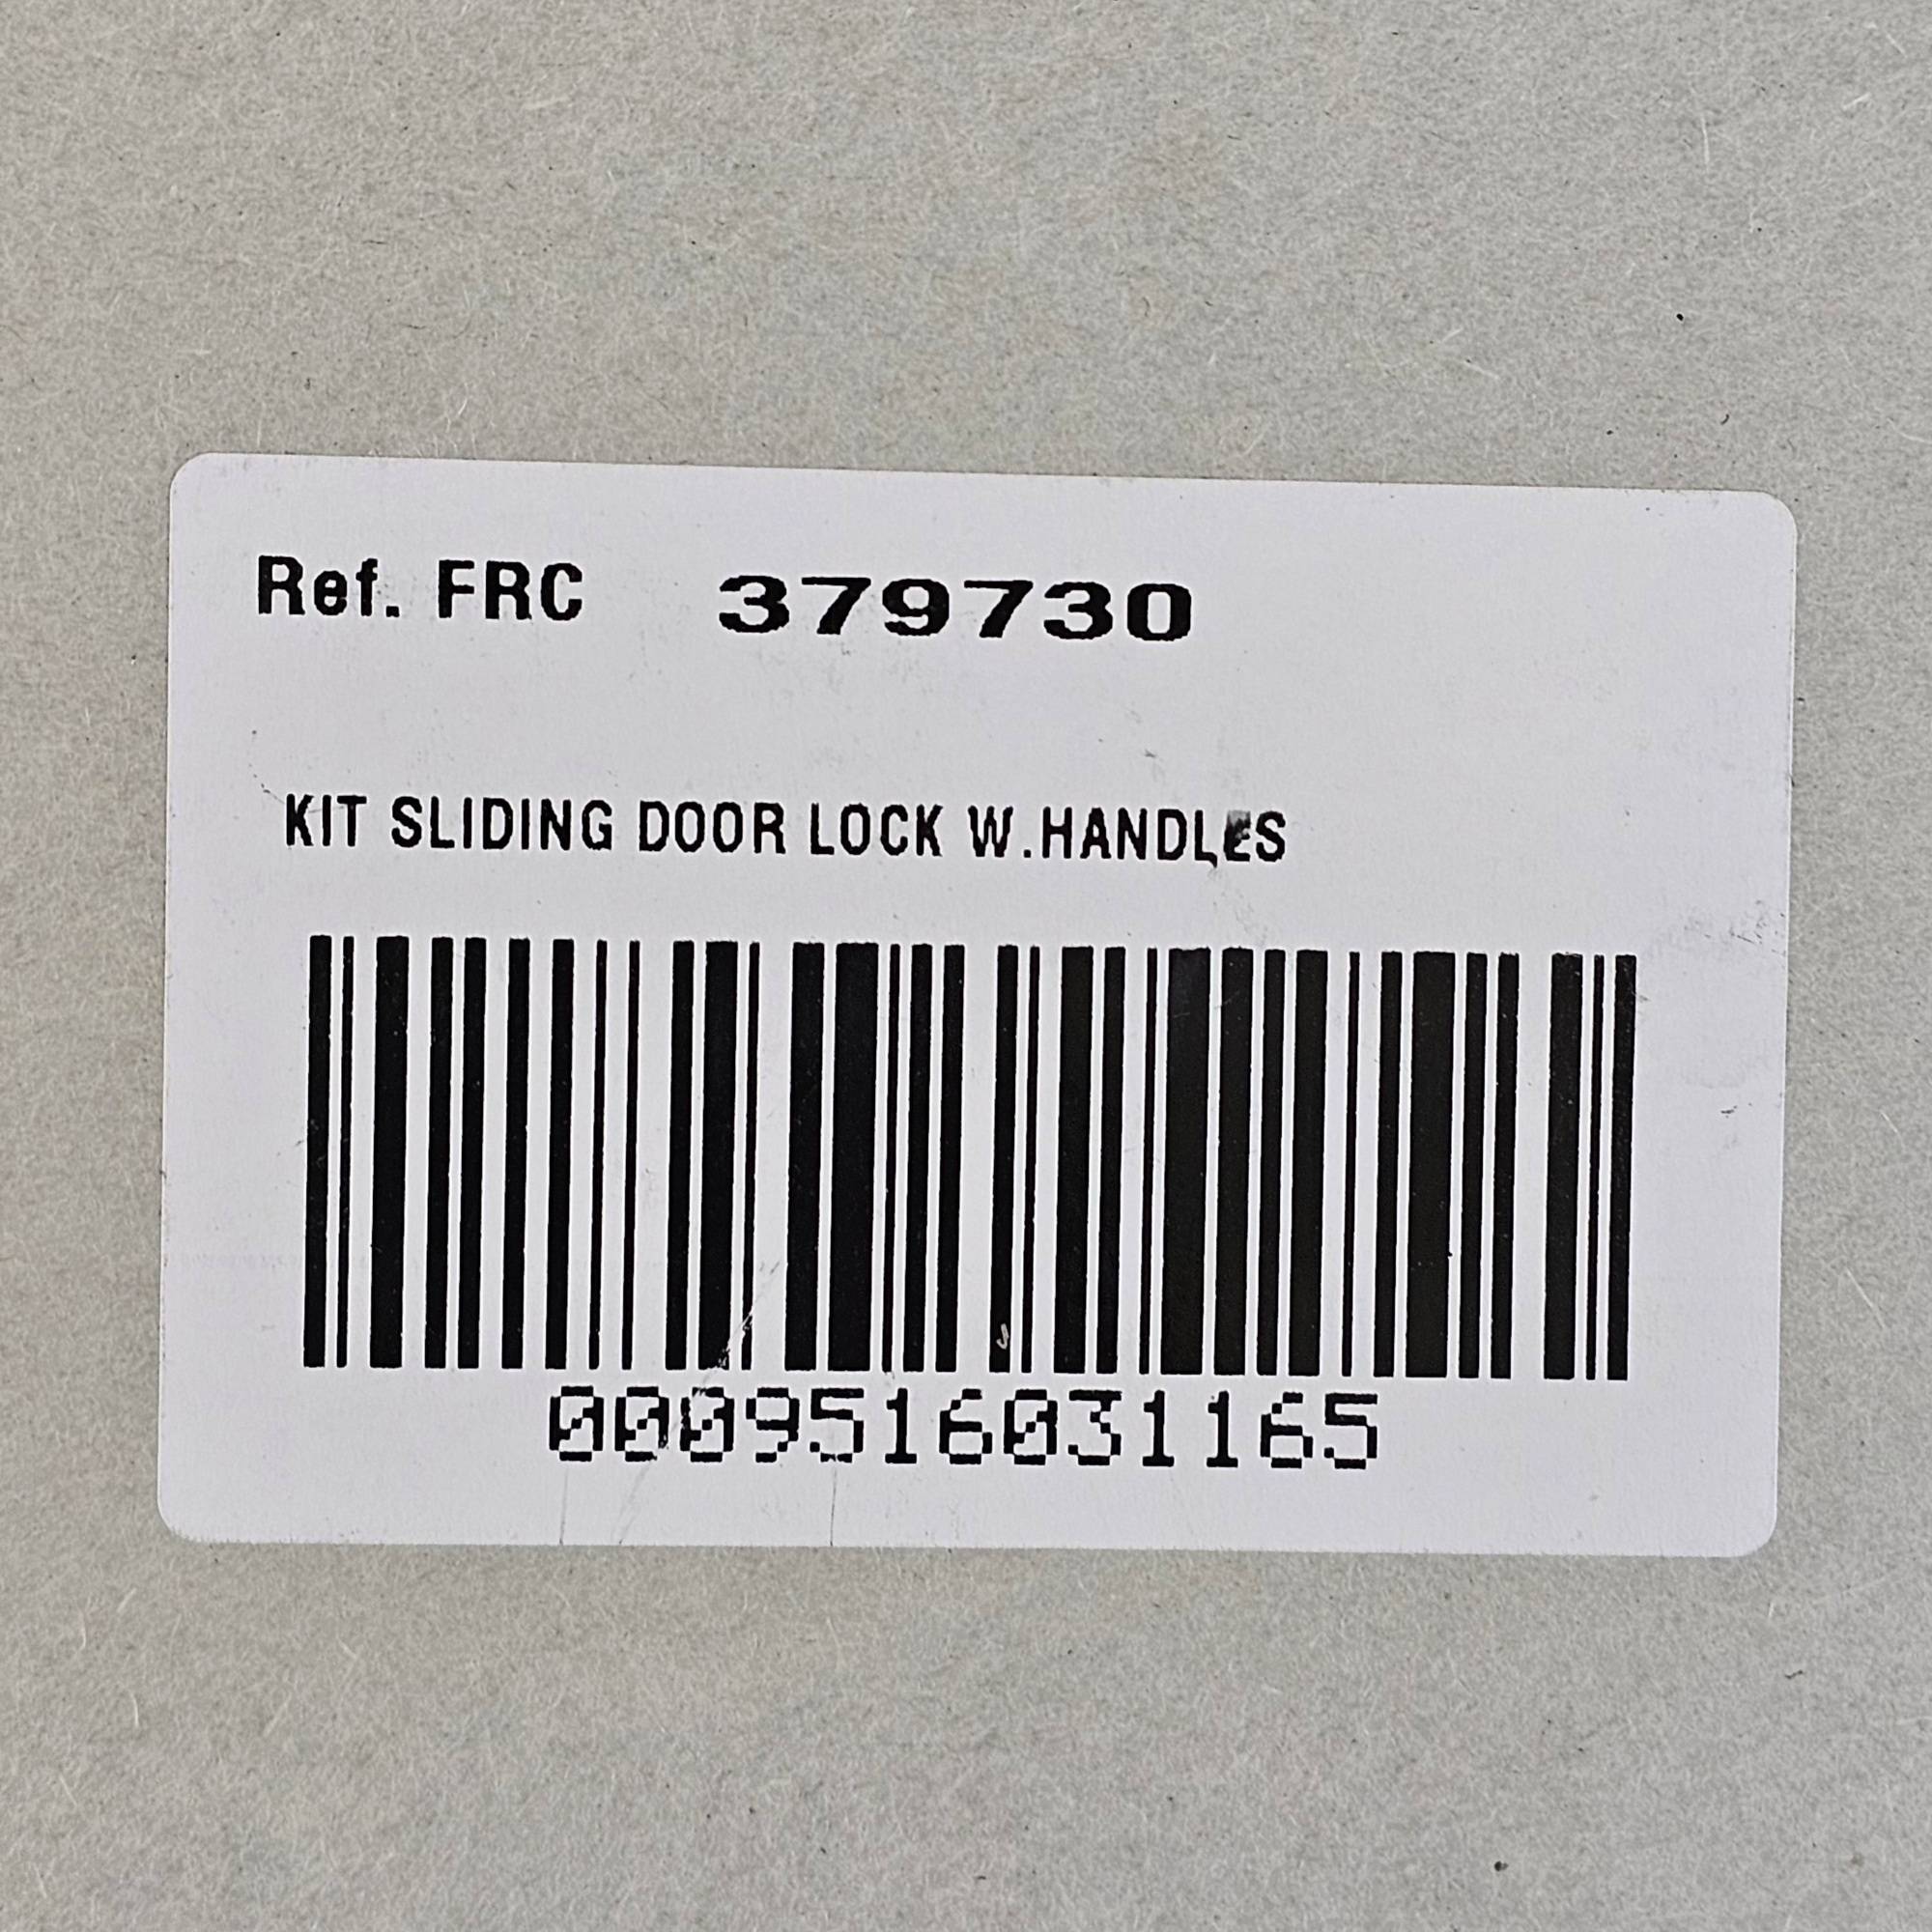 Ref. FRC 379730
KIT SLIDING DOOR LOCK W.HANDLES
0009516031165